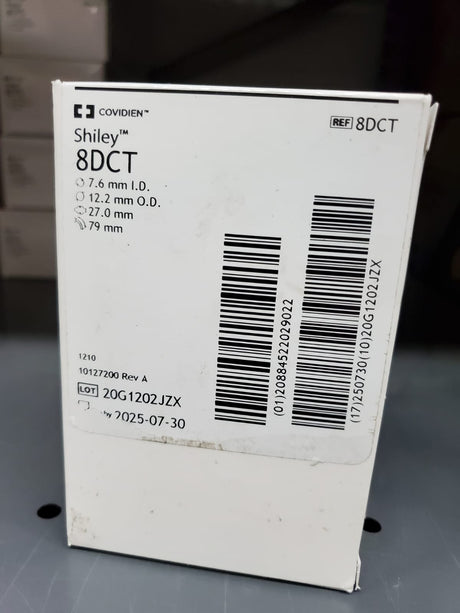 COVIDIEN™
REF 8DCT
Shiley™
8DCT
7.6 mm I.D.
12.2 mm O.D.
27.0 mm
79 mm
1210
10127200 Rev A
LOT 20G1202JZX
2025-07-30
(01)20884522029022
(17)250730(10)20G1202JZX